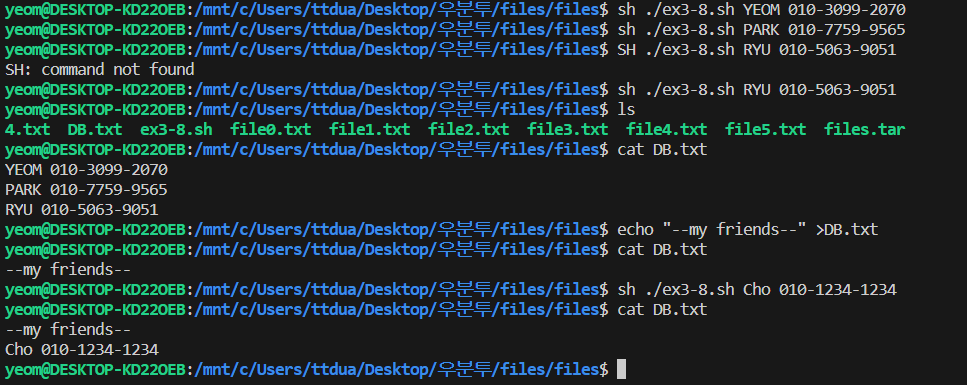 yeom@DESKTOP-KD22OEB:/mnt/c/Users/ttdua/Desktop/우분투/files/files$ sh ./ex3-8.sh YEOM 010-3099-2070
yeom@DESKTOP-KD22OEB:/mnt/c/Users/ttdua/Desktop/우분투/files/files$ sh ./ex3-8.sh PARK 010-7759-9565
yeom@DESKTOP-KD22OEB:/mnt/c/Users/ttdua/Desktop/우분투/files/files$ SH ./ex3-8.sh RYU 010-5063-9051
SH: command not found
yeom@DESKTOP-KD22OEB:/mnt/c/Users/ttdua/Desktop/우분투/files/files$ sh ./ex3-8.sh RYU 010-5063-9051
yeom@DESKTOP-KD22OEB:/mnt/c/Users/ttdua/Desktop/우분투/files/files$ ls
4.txt  DB.txt  ex3-8.sh  file0.txt  file1.txt  file2.txt  file3.txt  file4.txt  file5.txt  files.tar
yeom@DESKTOP-KD22OEB:/mnt/c/Users/ttdua/Desktop/우분투/files/files$ cat DB.txt
YEOM 010-3099-2070
PARK 010-7759-9565
RYU 010-5063-9051
yeom@DESKTOP-KD22OEB:/mnt/c/Users/ttdua/Desktop/우분투/files/files$ echo "--my friends--" >DB.txt
yeom@DESKTOP-KD22OEB:/mnt/c/Users/ttdua/Desktop/우분투/files/files$ cat DB.txt
--my friends--
yeom@DESKTOP-KD22OEB:/mnt/c/Users/ttdua/Desktop/우분투/files/files$ sh ./ex3-8.sh Cho 010-1234-1234
yeom@DESKTOP-KD22OEB:/mnt/c/Users/ttdua/Desktop/우분투/files/files$ cat DB.txt
--my friends--
Cho 010-1234-1234
yeom@DESKTOP-KD22OEB:/mnt/c/Users/ttdua/Desktop/우분투/files/files$